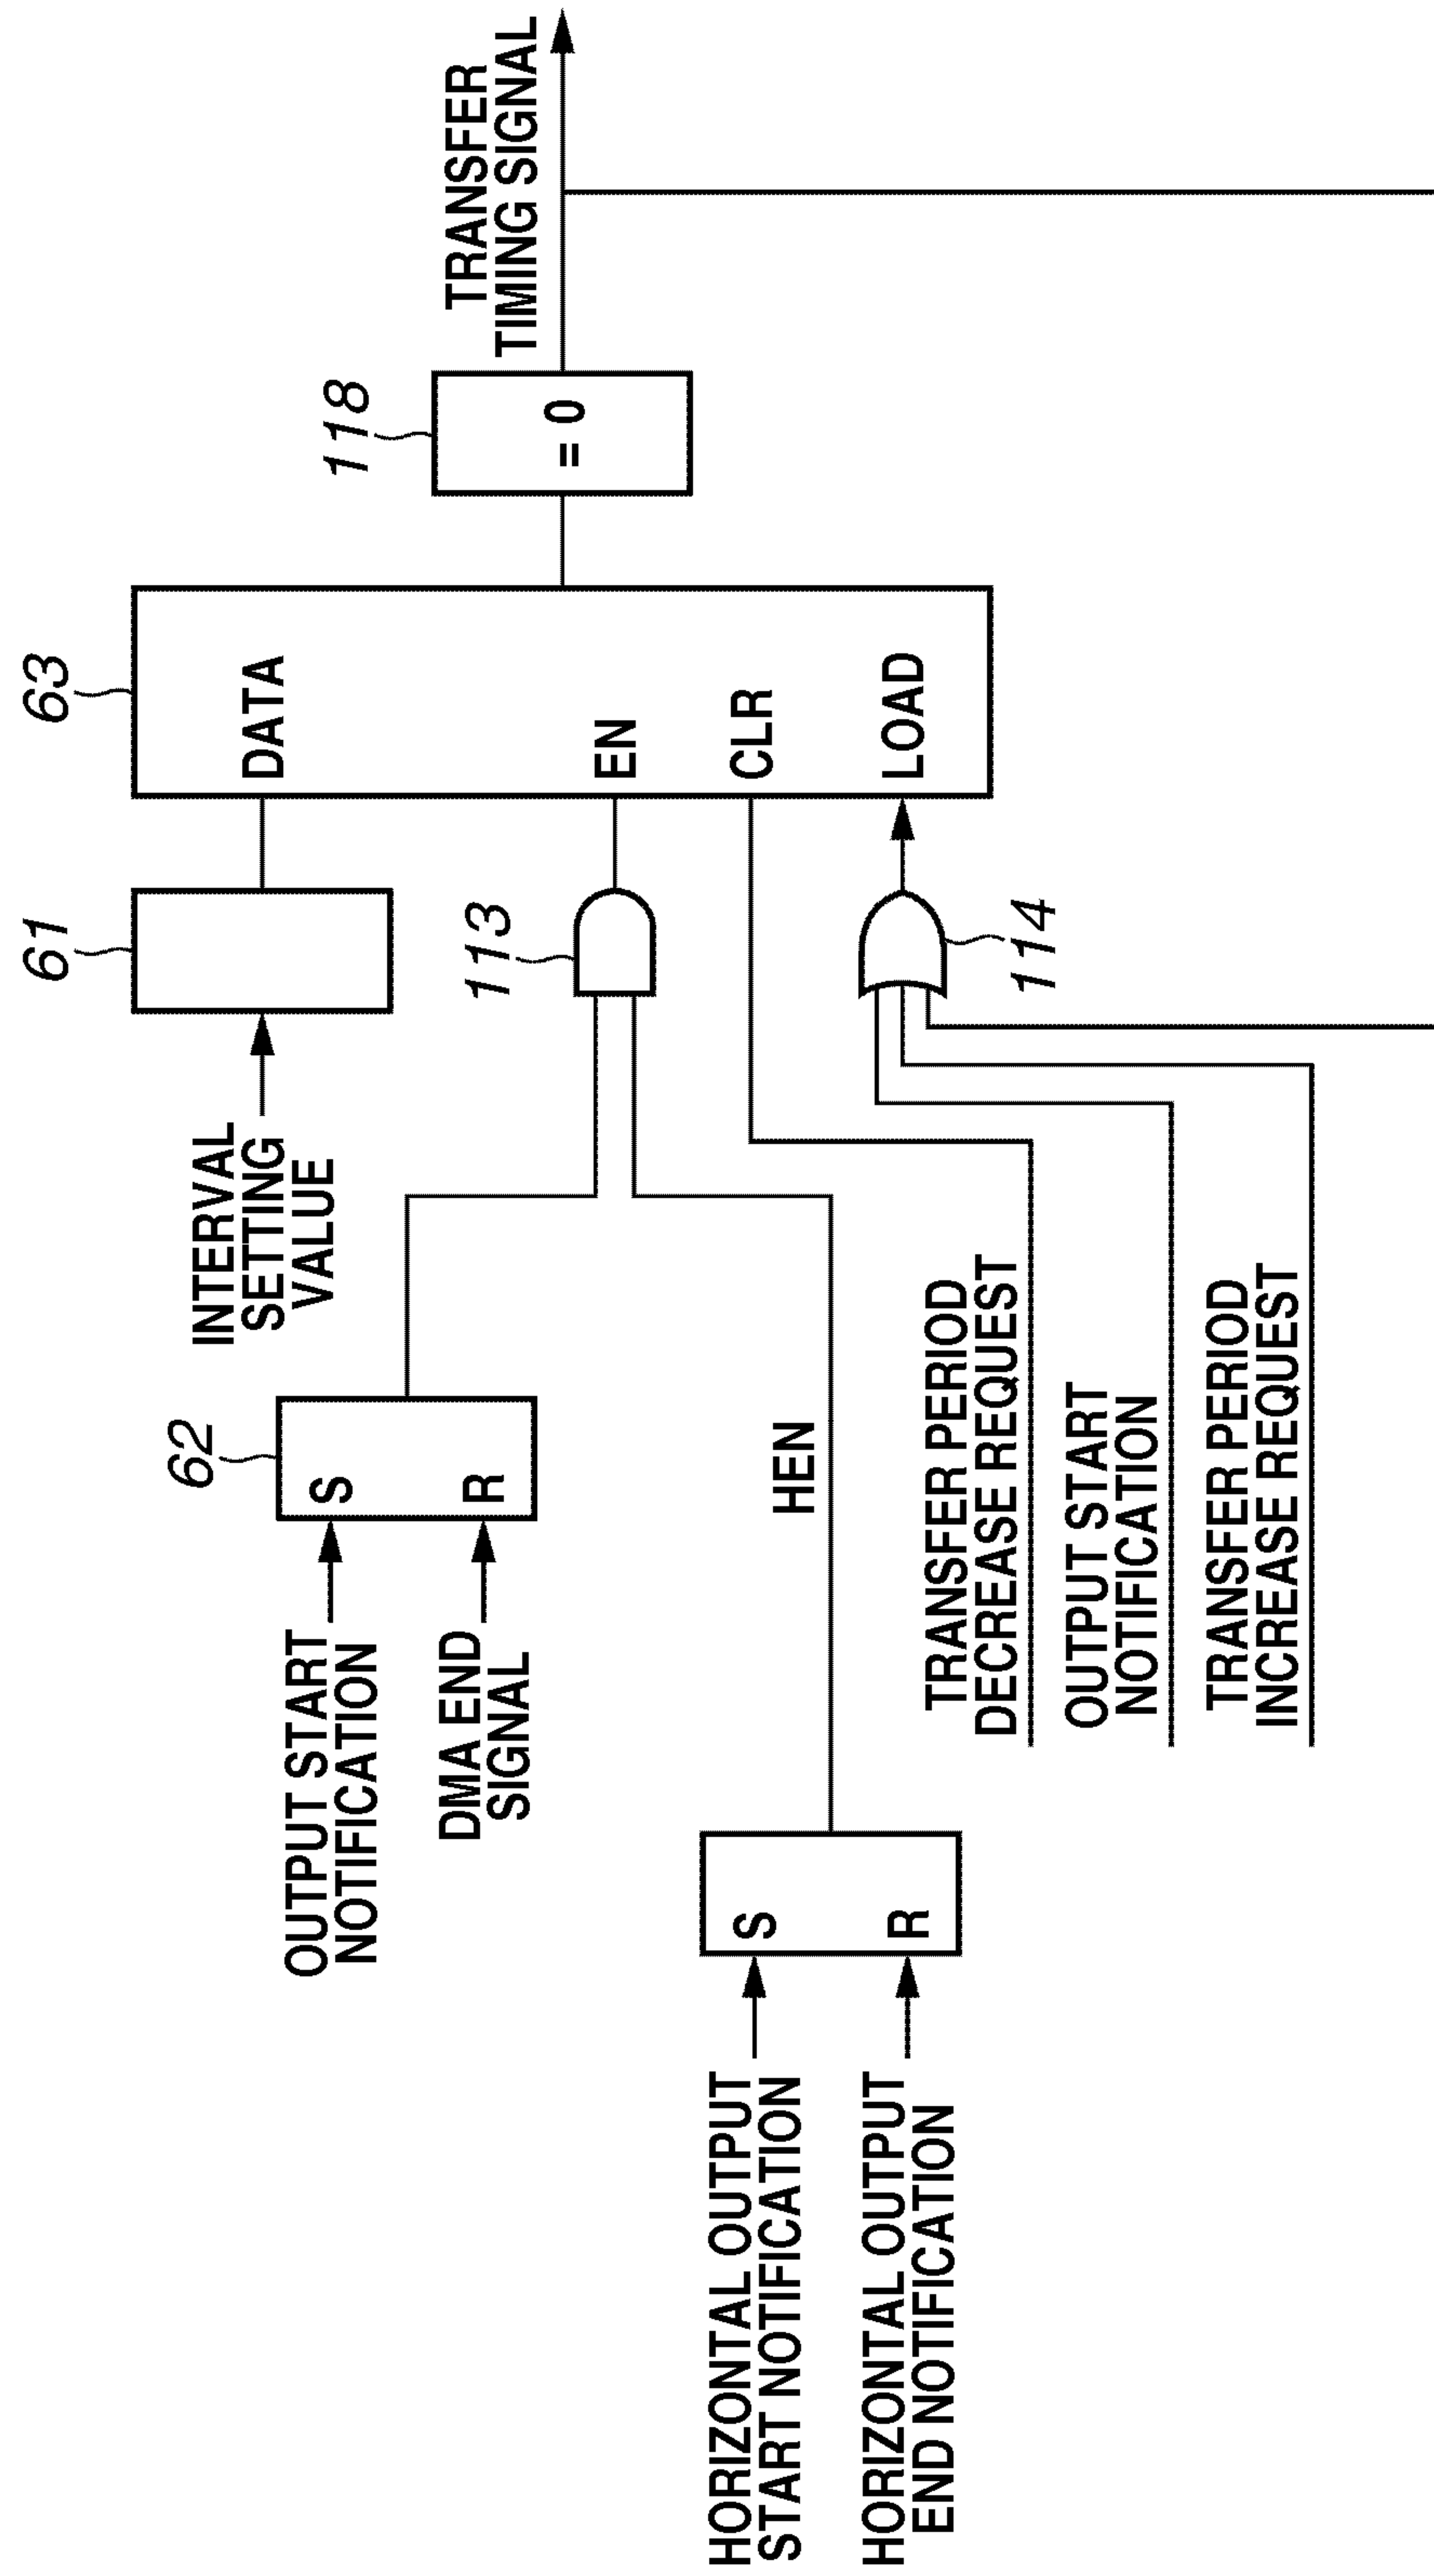 HORIZONTAL OUTPUT
START NOTIFICATION
HORIZONTAL OUTPUT
END NOTIFICATION
S
R
OUTPUT START
NOTIFICATION
DMA END
SIGNAL
62
S
R
HEN
TRANSFER PERIOD
DECREASE REQUEST
OUTPUT START
NOTIFICATION
TRANSFER PERIOD
INCREASE REQUEST
INTERVAL
SETTING
VALUE
61
113
114
63
DATA
EN
CLR
LOAD
118
= 0
TRANSFER
TIMING SIGNAL